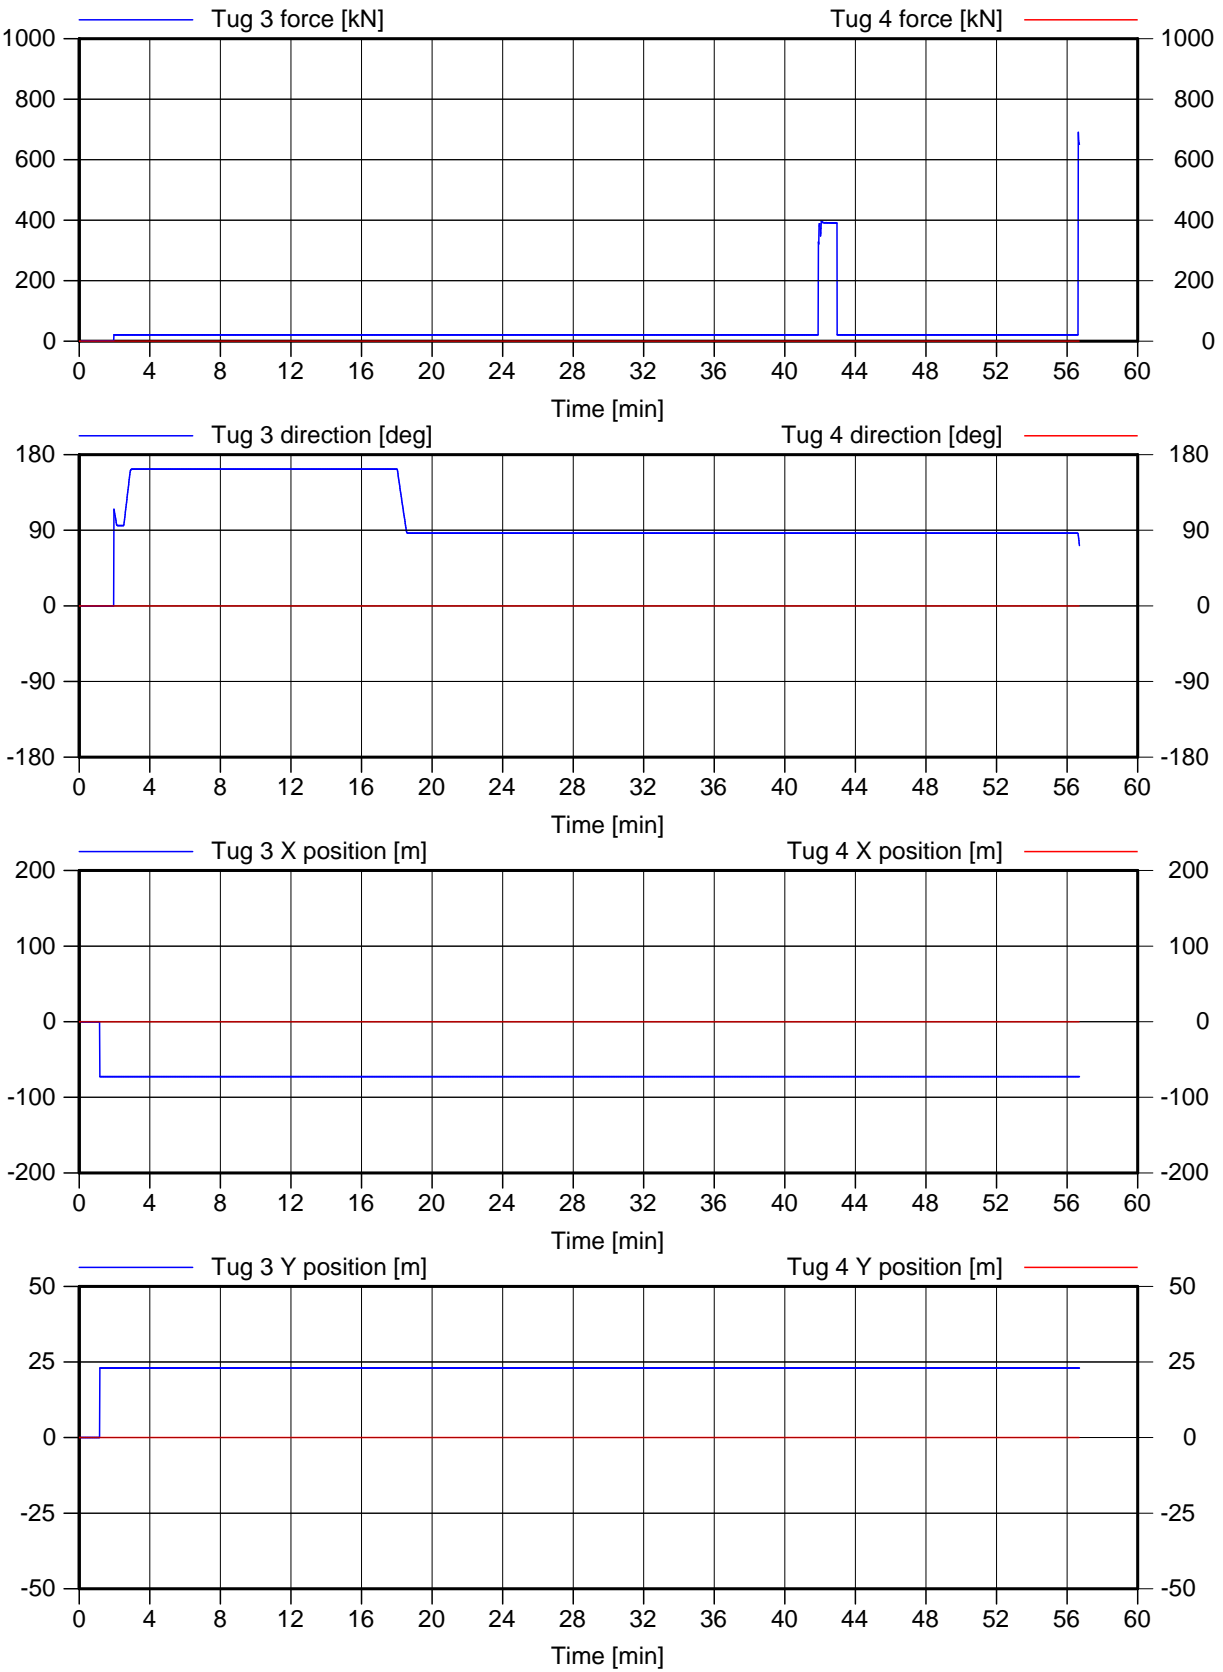 Tug 3 force [kN] Tug 4 force [kN]
1000 1000
800 800
600 600
400 400
200 200
0 0
0 4 8 12 16 20 24 28 32 36 40 44 48 52 56 60
Time [min]
Tug 3 direction [deg] Tug 4 direction [deg]
180 180
90 90
0 0
-90 -90
-180 -180
0 4 8 12 16 20 24 28 32 36 40 44 48 52 56 60
Time [min]
Tug 3 X position [m] Tug 4 X position [m]
200 200
100 100
0 0
-100 -100
-200 -200
0 4 8 12 16 20 24 28 32 36 40 44 48 52 56 60
Time [min]
Tug 3 Y position [m] Tug 4 Y position [m]
50 50
25 25
0 0
-25 -25
-50 -50
0 4 8 12 16 20 24 28 32 36 40 44 48 52 56 60
Time [min]